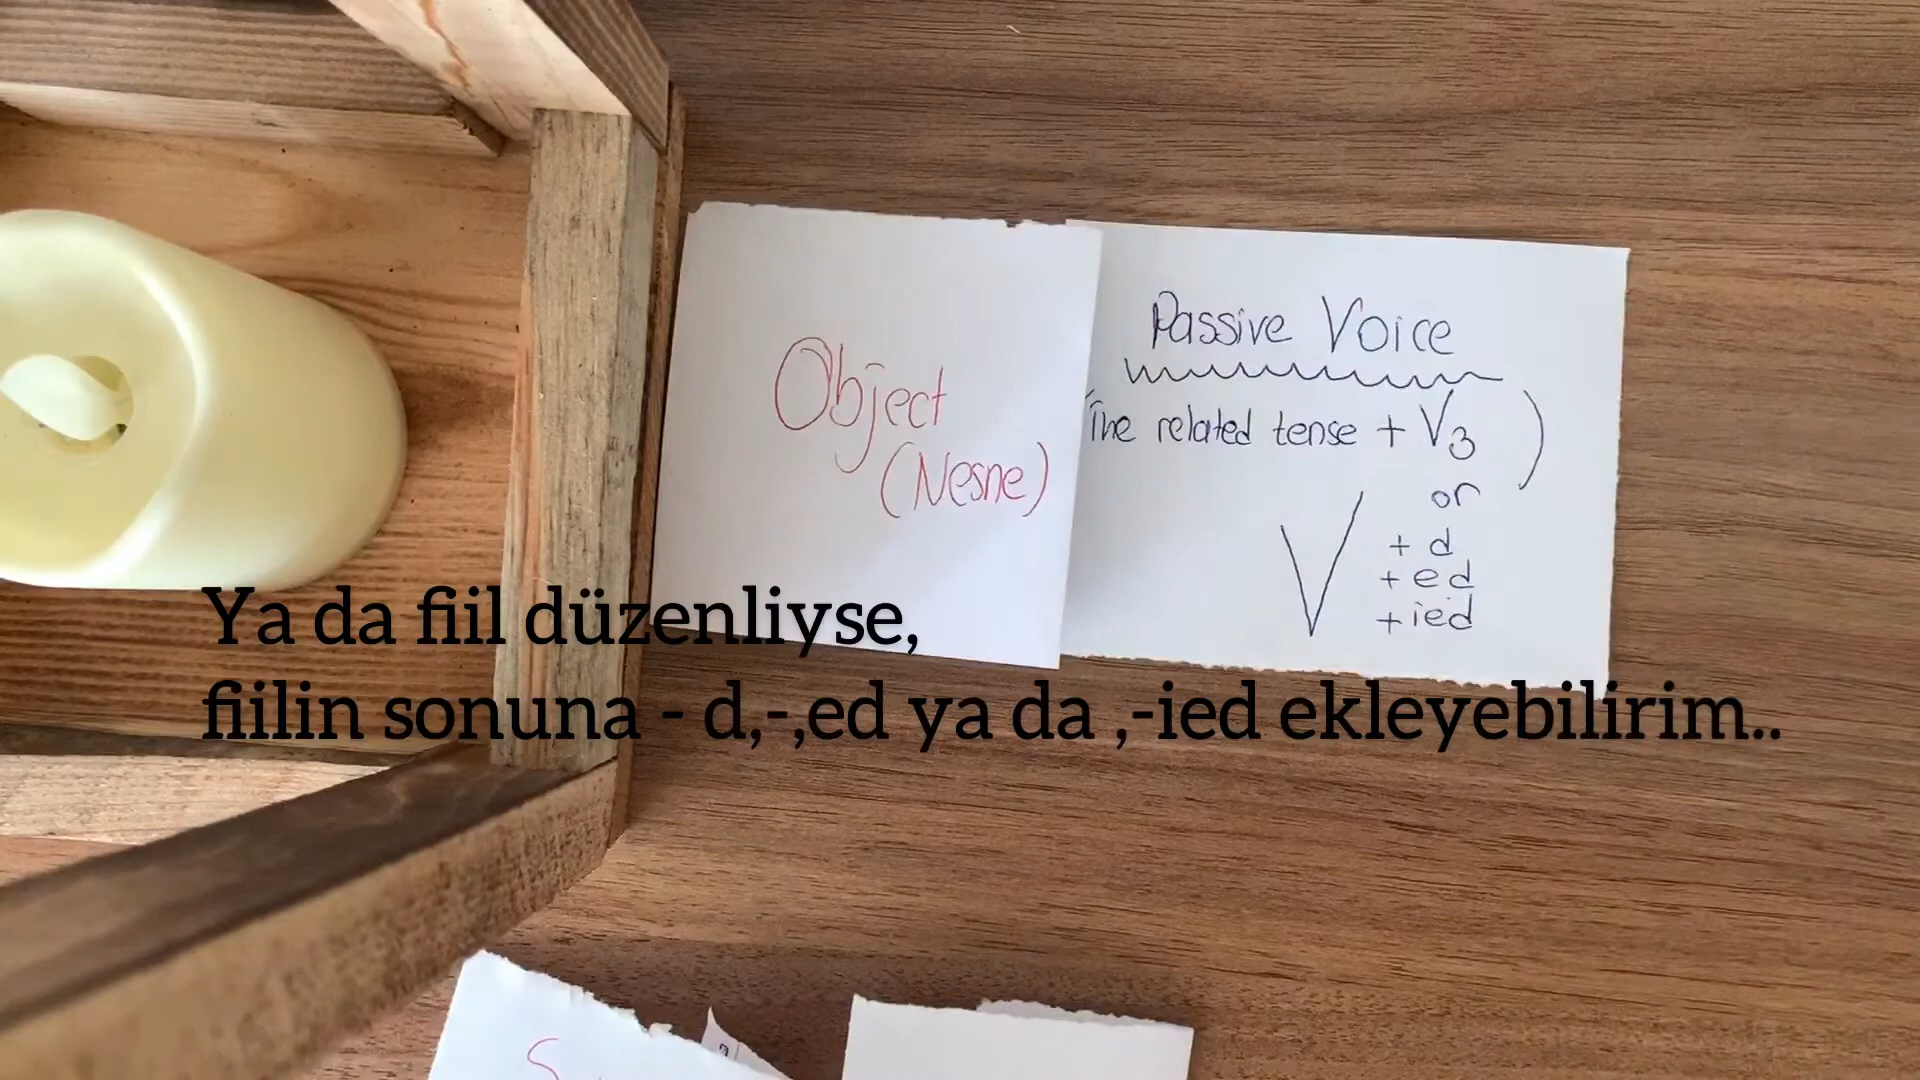 Object
(Nesne)
Passive Voice
The related tense + V3 )
or
V + d
+ ed
+ ied
Ya da fiil düzenliyse,
fiilin sonuna - d,-,ed ya da ,-ied ekleyebilirim..